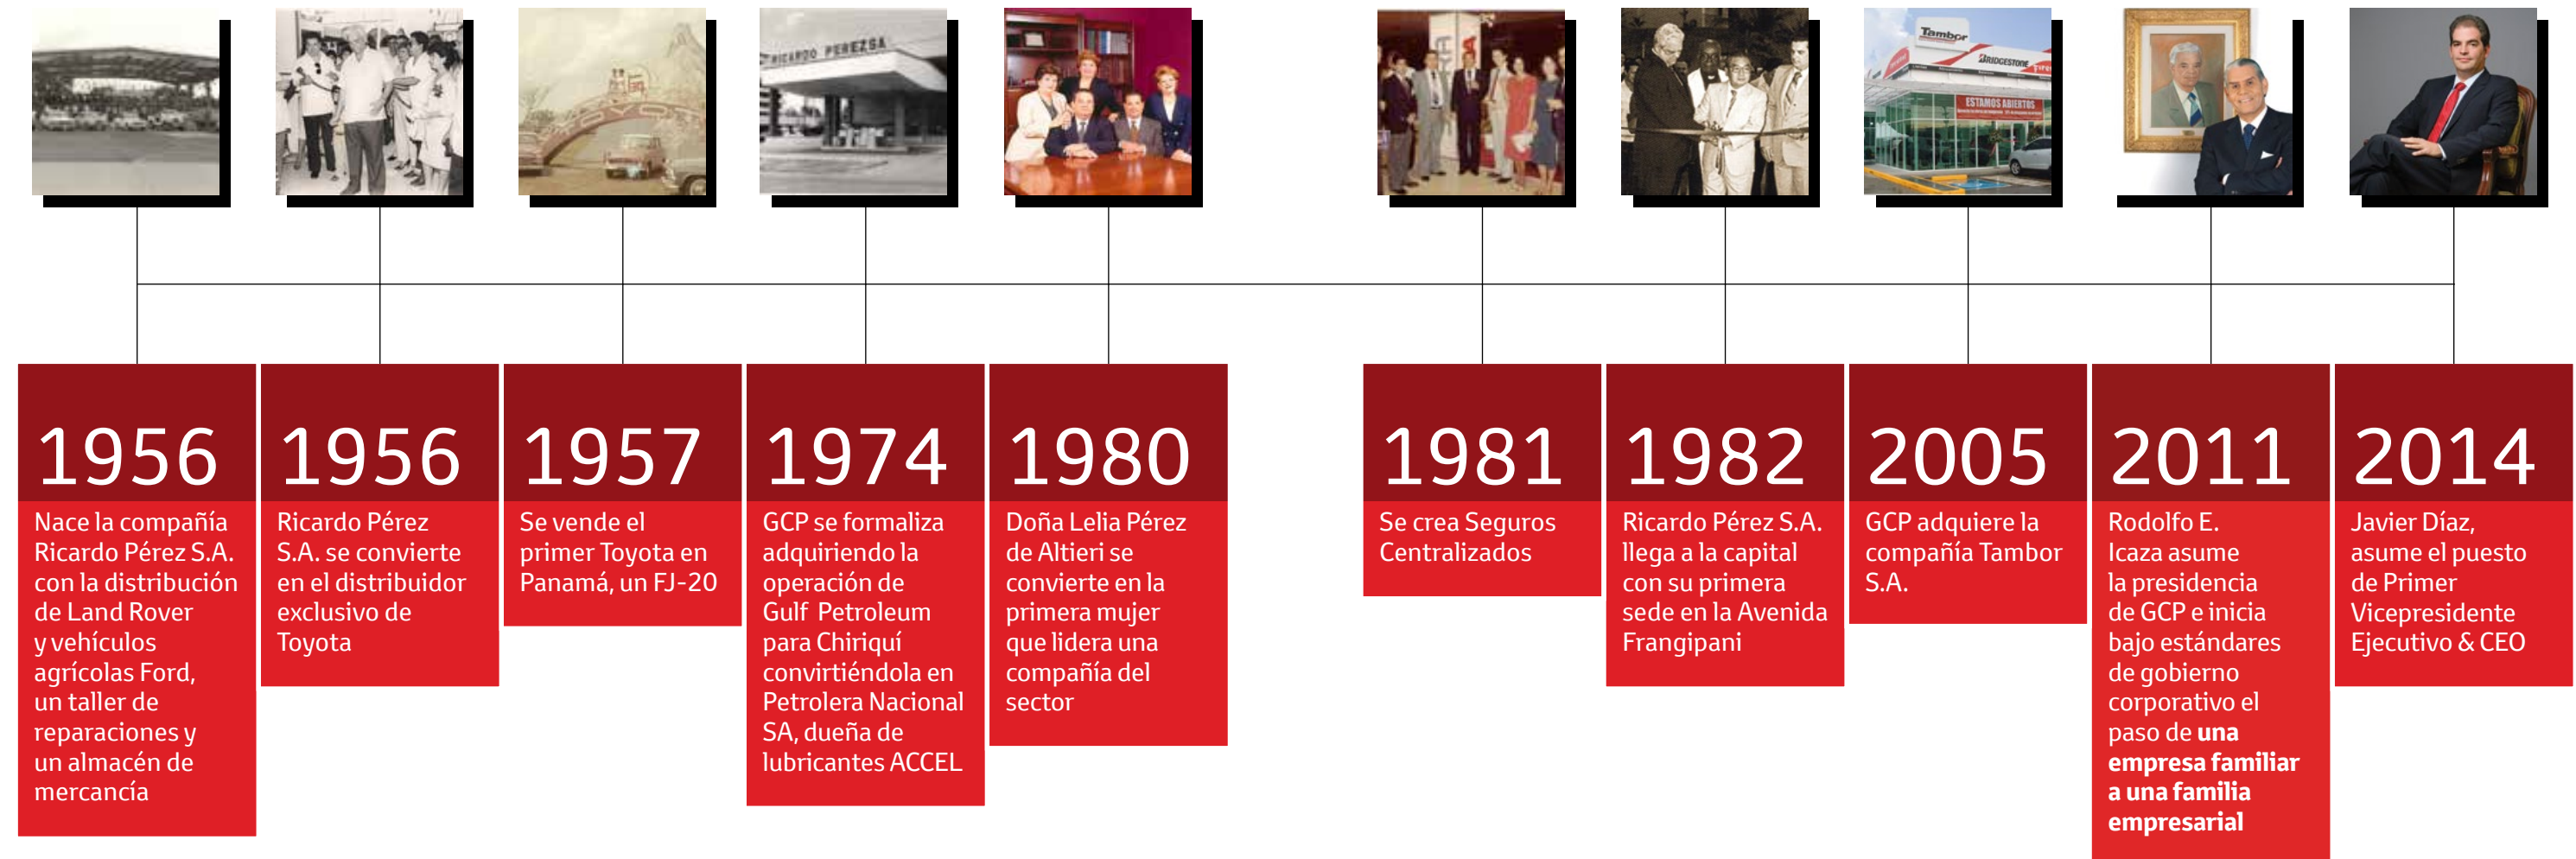 RICARDO PEREZ SA
Tambor
BRIDGESTONE
ESTAMOS ABIERTOS
1956
Nace la compañía
Ricardo Pérez S.A.
con la distribución
de Land Rover
y vehículos
agrícolas Ford,
un taller de
reparaciones y
un almacén de
mercancía
1956
Ricardo Pérez
S.A. se convierte
en el distribuidor
exclusivo de
Toyota
1957
Se vende el
primer Toyota en
Panamá, un FJ-20
1974
GCP se formaliza
adquiriendo la
operación de
Gulf Petroleum
para Chiriquí
convirtiéndola en
Petrolera Nacional
SA, dueña de
lubricantes ACCEL
1980
Doña Lelia Pérez
de Altieri se
convierte en la
primera mujer
que lidera una
compañía del
sector
1981
Se crea Seguros
Centralizados
1982
Ricardo Pérez S.A.
llega a la capital
con su primera
sede en la Avenida
Frangipani
2005
GCP adquiere la
compañía Tambor
S.A.
2011
Rodolfo E.
Icaza asume
la presidencia
de GCP e inicia
bajo estándares
de gobierno
corporativo el
paso de una
empresa familiar
a una familia
empresarial
2014
Javier Díaz,
asume el puesto
de Primer
Vicepresidente
Ejecutivo & CEO